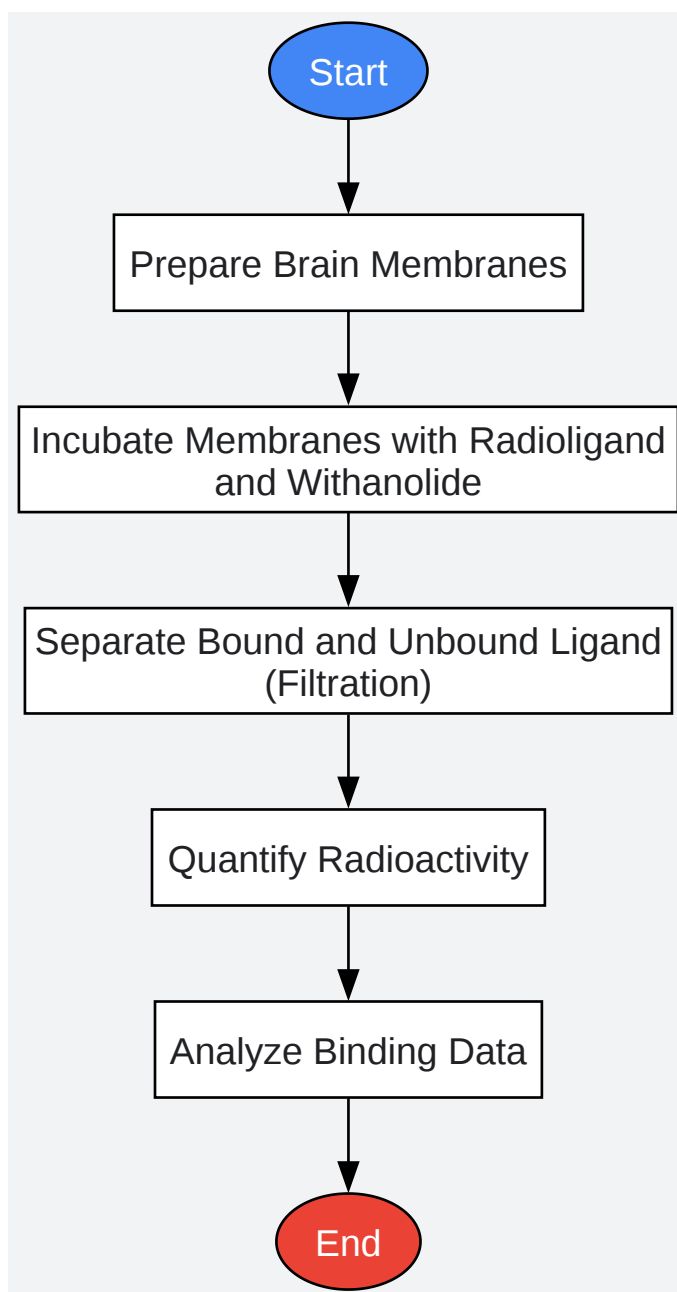 Start
Prepare Brain Membranes
Incubate Membranes with Radioligand
and Withanolide
Separate Bound and Unbound Ligand
(Filtration)
Quantify Radioactivity
Analyze Binding Data
End